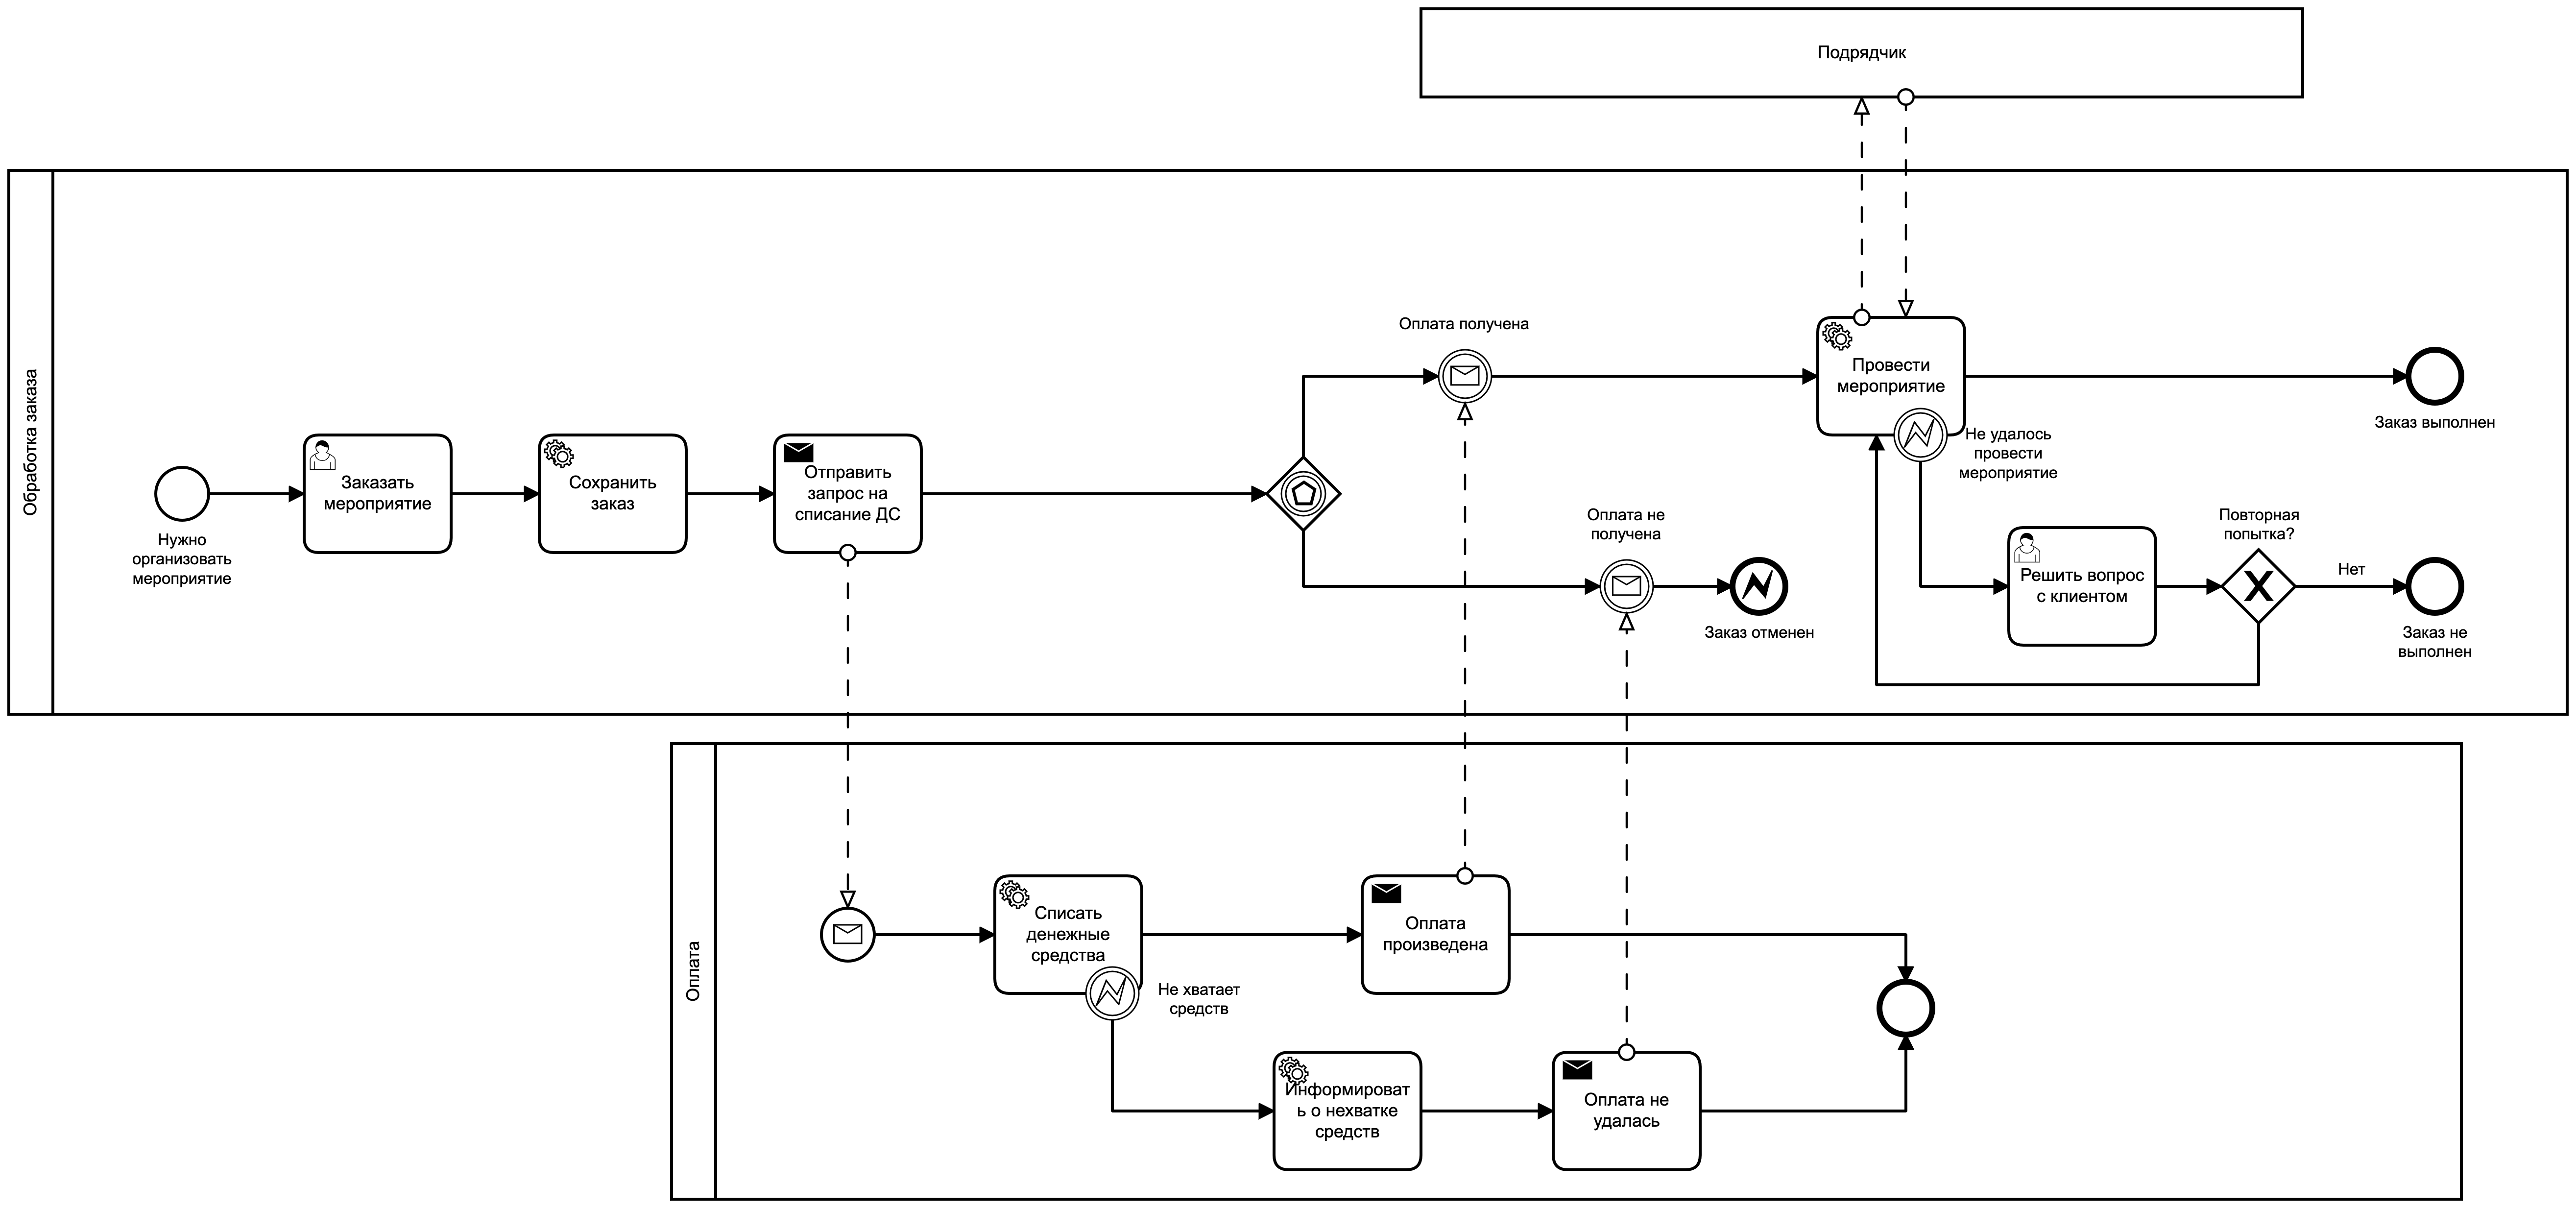 Подрядчик
Обработка заказа
Оплата получена
Провести
мероприятие
Заказ выполнен
Не удалось
провести
мероприятие
Заказать
мероприятие
Сохранить
заказ
Отправить
запрос на
списание ДС
Нужно
организовать
мероприятие
Оплата не
получена
Заказ отменен
Решить вопрос
с клиентом
Повторная
попытка?
Нет
Заказ не
выполнен
Оплата
Списать
денежные
средства
Не хватает
средств
Оплата
произведена
Информироват
ь о нехватке
средств
Оплата не
удалась